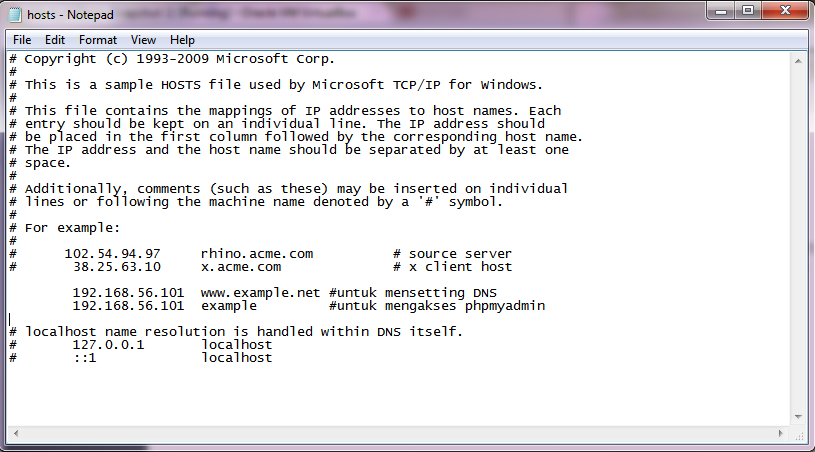 hosts - Notepad
File Edit Format View Help
# Copyright (c) 1993-2009 Microsoft Corp.
#
# This is a sample HOSTS file used by Microsoft TCP/IP for Windows.
#
# This file contains the mappings of IP addresses to host names. Each
# entry should be kept on an individual line. The IP address should
# be placed in the first column followed by the corresponding host name.
# The IP address and the host name should be separated by at least one
# space.
#
# Additionally, comments (such as these) may be inserted on individual
# lines or following the machine name denoted by a '#' symbol.
#
# For example:
#
#      102.54.94.97     rhino.acme.com          # source server
#       38.25.63.10     x.acme.com              # x client host
192.168.56.101  www.example.net #untuk mensetting DNS
192.168.56.101  example         #untuk mengakses phpmyadmin
# localhost name resolution is handled within DNS itself.
#       127.0.0.1       localhost
#       ::1             localhost